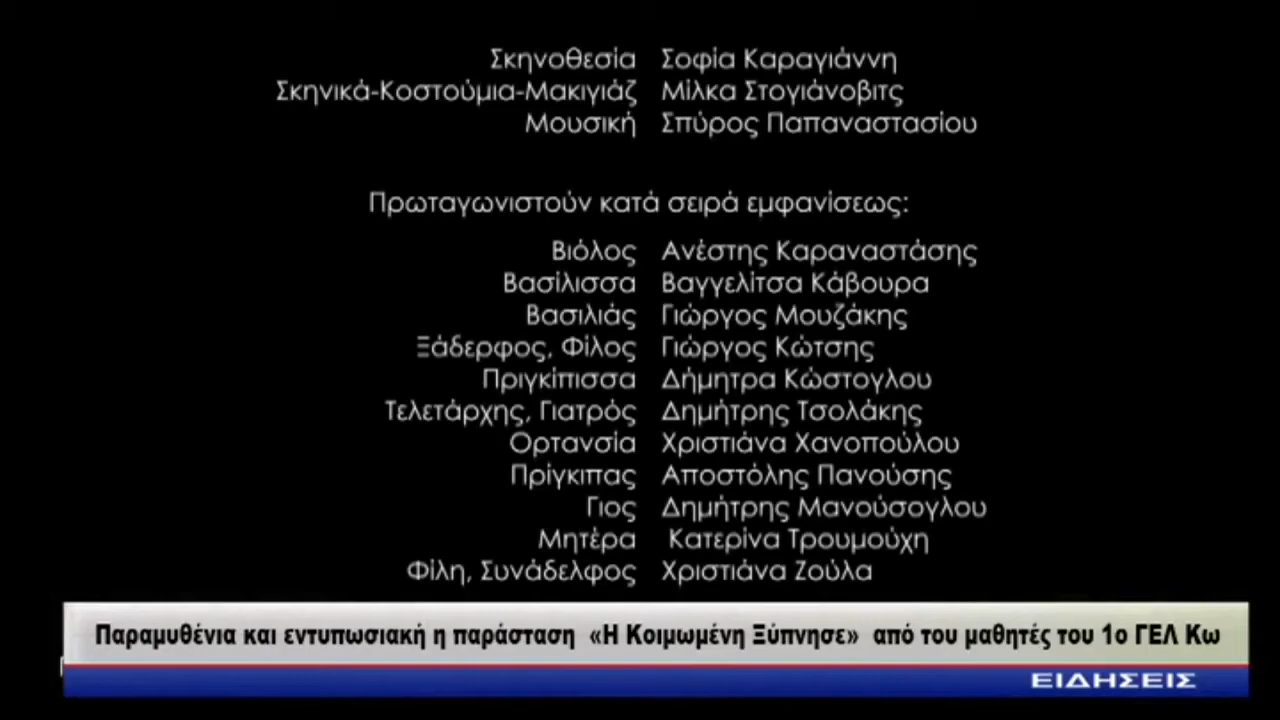 Σκηνοθεσία Σοφία Καραγιάννη
Σκηνικά-Κοστούμια-Μακιγιάζ Μίλκα Στογιάνοβιτς
Μουσική Σπύρος Παπαναστασίου
Πρωταγωνιστούν κατά σειρά εμφανίσεως:
Βιόλος Ανέστης Καραναστάσης
Βασίλισσα Βαγγελίτσα Κάβουρα
Βασιλιάς Γιώργος Μουζάκης
Ξάδερφος, Φίλος Γιώργος Κώτσης
Πριγκίπισσα Δήμητρα Κώστογλου
Τελετάρχης, Γιατρός Δημήτρης Τσολάκης
Ορτανσία Χριστιάνα Χανοπούλου
Πρίγκιπας Αποστόλης Πανούσης
Γιος Δημήτρης Μανούσογλου
Μητέρα Κατερίνα Τρουμούχη
Φίλη, Συνάδελφος Χριστιάνα Ζούλα
Παραμυθένια και εντυπωσιακή η παράσταση «Η Κοιμωμένη Ξύπνησε» από του μαθητές του 1ο ΓΕΛ Κω
ΕΙΔΗΣΕΙΣ